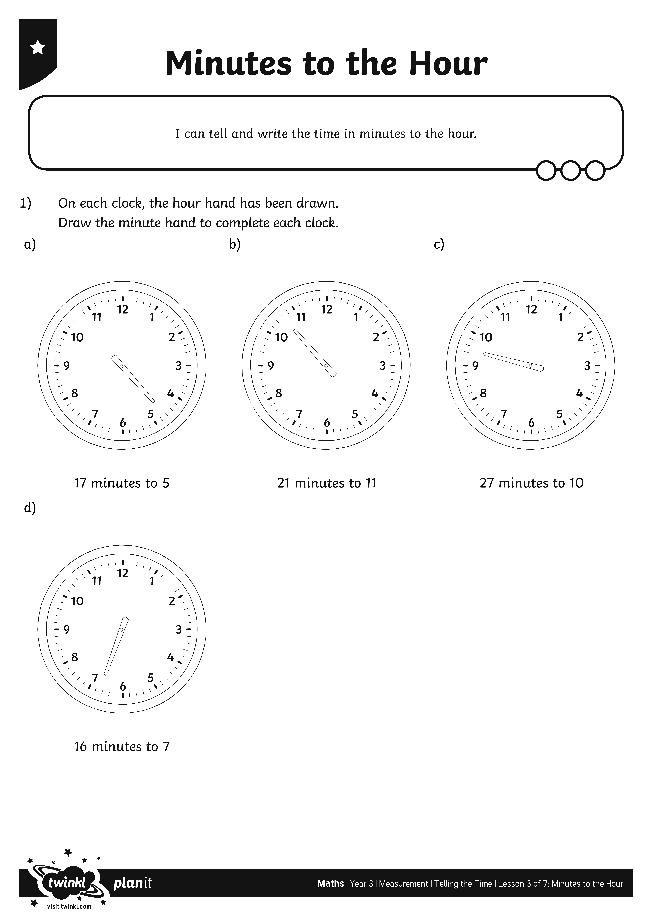 Minutes to the Hour
I can tell and write the time in minutes to the hour.
1) On each clock, the hour hand has been drawn.
Draw the minute hand to complete each clock.
a) b) c)
12 11 1 10 2 9 3 8 4 7 5 6
12 11 1 10 2 9 3 8 4 7 5 6
12 11 1 10 2 9 3 8 4 7 5 6
17 minutes to 5 21 minutes to 11 27 minutes to 10
d)
12 11 1 10 2 9 3 8 4 7 5 6
16 minutes to 7
twinkl planit
visit twinkl.com
Maths Year 3 | Measurement | Telling the Time | Lesson 3 of 7: Minutes to the Hour